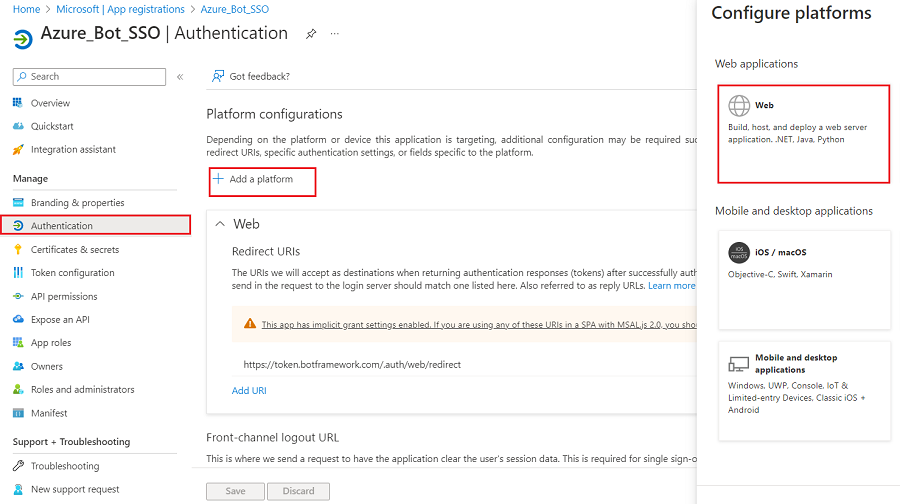 Home > Microsoft | App registrations > Azure_Bot_SSO
Azure_Bot_SSO | Authentication
Search
Overview
Quickstart
Integration assistant
Manage
Branding & properties
Authentication
Certificates & secrets
Token configuration
API permissions
Expose an API
App roles
Owners
Roles and administrators
Manifest
Support + Troubleshooting
Troubleshooting
New support request
Got feedback?
Platform configurations
Depending on the platform or device this application is targeting, additional configuration may be required suc
redirect URIs, specific authentication settings, or fields specific to the platform.
Add a platform
Web
Redirect URIs
The URIs we will accept as destinations when returning authentication responses (tokens) after successfully auth
send in the request to the login server should match one listed here. Also referred to as reply URLs. Learn more
This app has implicit grant settings enabled. If you are using any of these URIs in a SPA with MSAL.js 2.0, you shou
https://token.botframework.com/.auth/web/redirect
Add URI
Front-channel logout URL
This is where we send a request to have the application clear the user's session data. This is required for single sign-o
Save
Discard
Configure platforms
Web applications
Web
Build, host, and deploy a web server
application. .NET, Java, Python
Mobile and desktop applications
iOS
macOS
iOS / macOS
Objective-C, Swift, Xamarin
Mobile and desktop
applications
Windows, UWP, Console, IoT &
Limited-entry Devices, Classic iOS +
Android